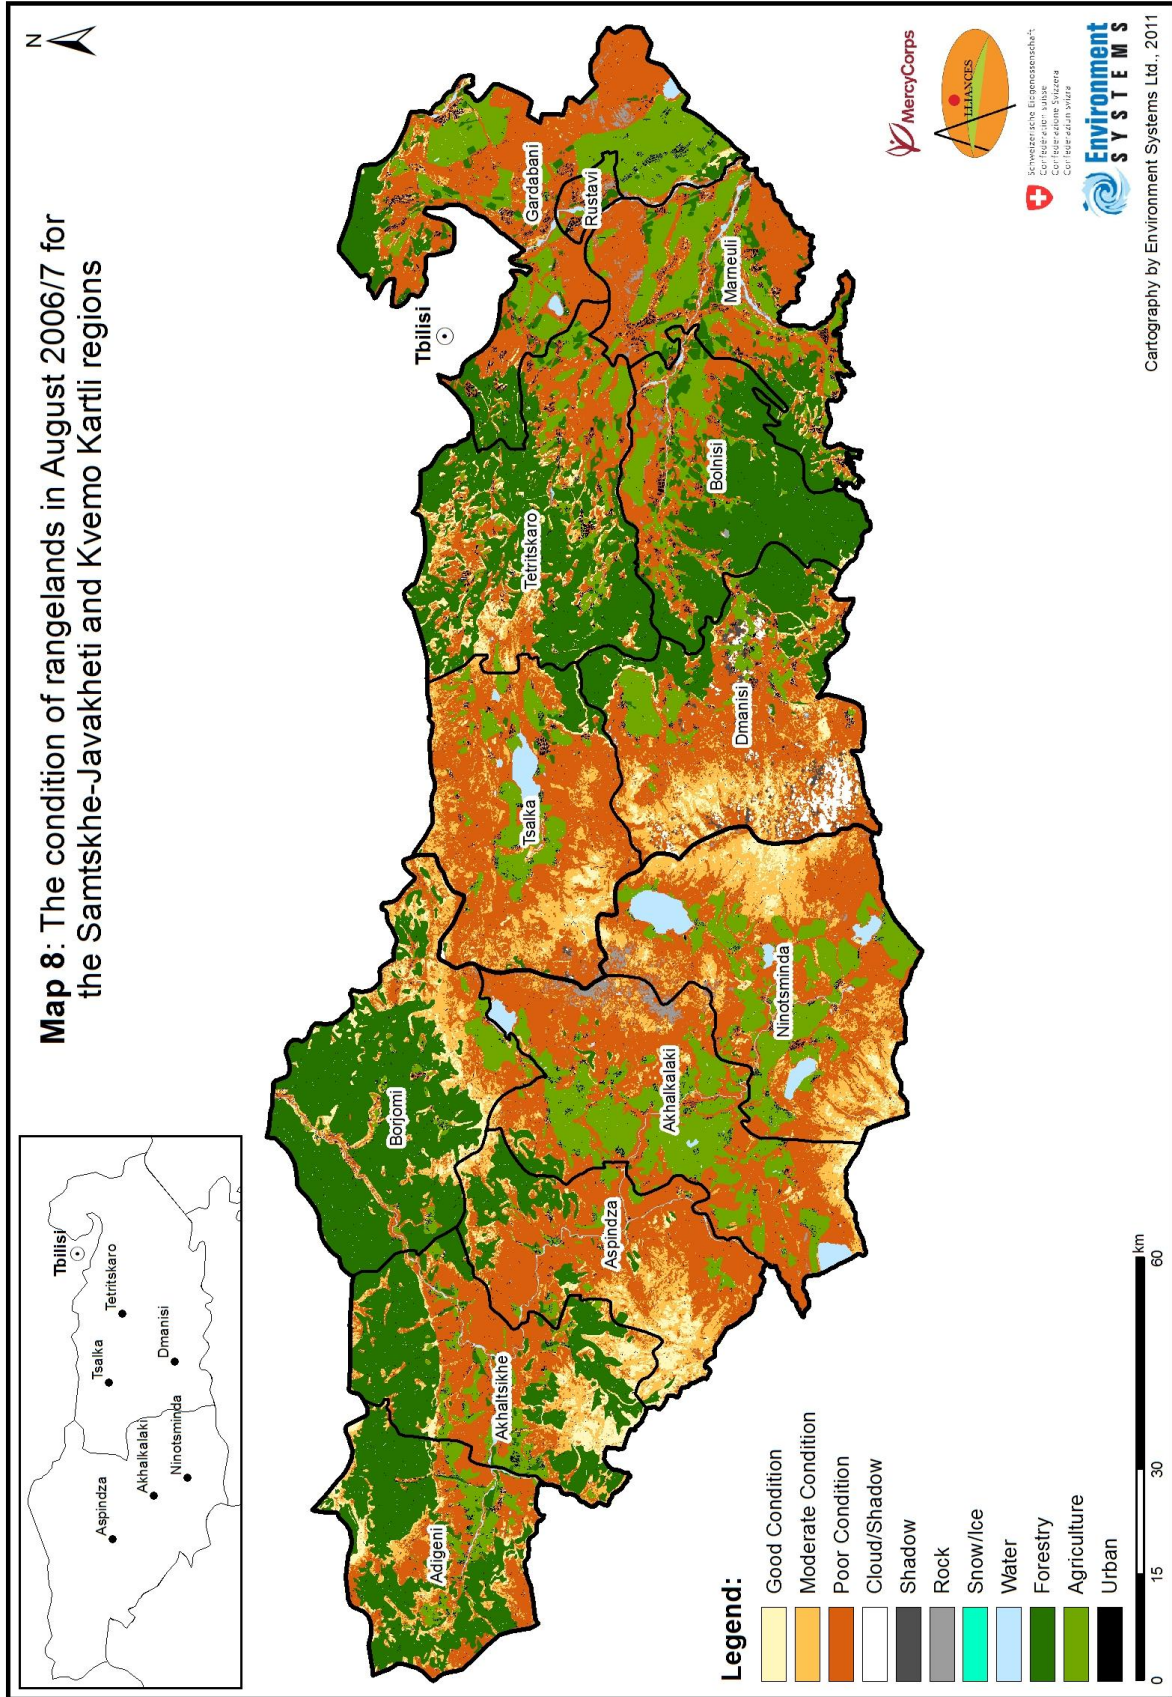 Map 8: The condition of rangelands in August 2006/7 for
the Samtskhe-Javakheti and Kvemo Kartli regions
N
Tbilisi
Tsalka
Tetritskaro
Aspindza
Akhalkalaki
Dmanisi
Ninotsminda
Tbilisi
Gardabani
Rustavi
Marneuli
Tetritskaro
Bolnisi
Tsalka
Dmanisi
Borjomi
Akhalkalaki
Ninotsminda
Aspindza
Akhaltsikhe
Adigeni
Legend:
Good Condition
Moderate Condition
Poor Condition
Cloud/Shadow
Shadow
Rock
Snow/Ice
Water
Forestry
Agriculture
Urban
0 15 30 60
km
MercyCorps
ALLIANCES
Schweizerische Eidgenossenschaft
Confédération suisse
Confederazione Svizzera
Confederaziun svizra
Environment
SYSTEMS
Cartography by Environment Systems Ltd., 2011